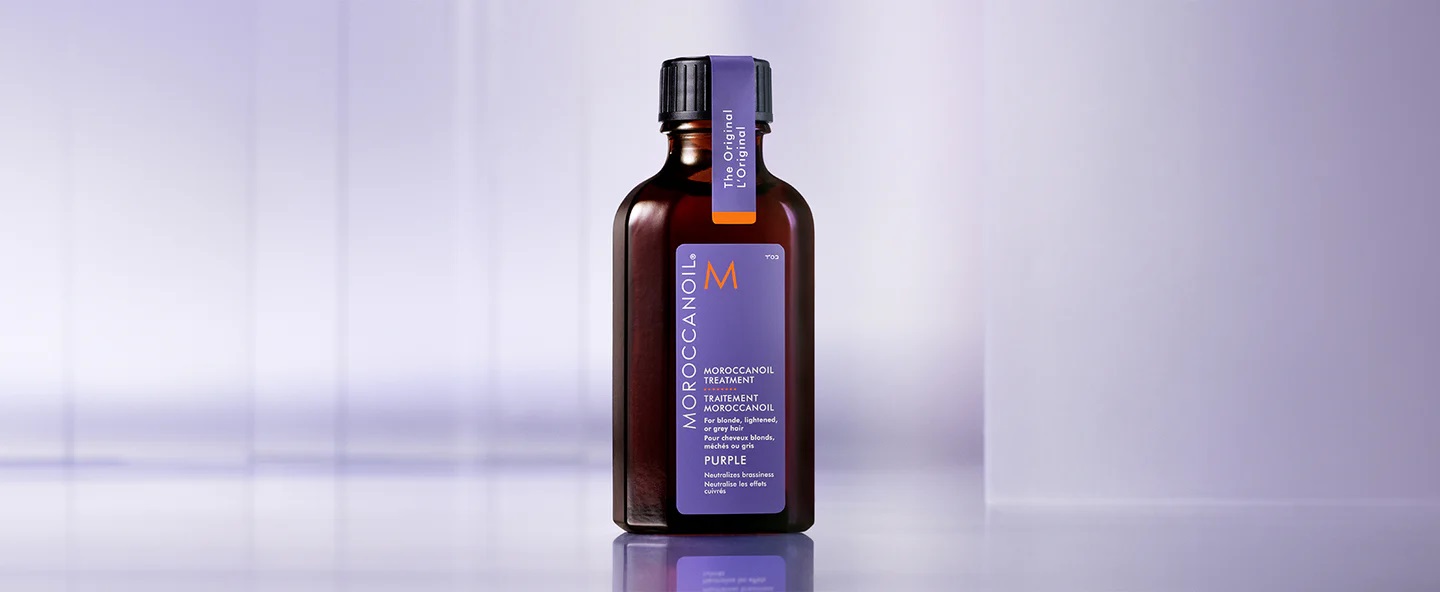 The Original
L'Original
MOROCCANOIL®
M
MOROCCANOIL
TREATMENT
TRAITEMENT
MOROCCANOIL
For blonde, lightened,
or grey hair
Pour cheveux blonds,
méchés ou gris
PURPLE
Neutralizes brassiness
Neutralise les effets
cuivrés